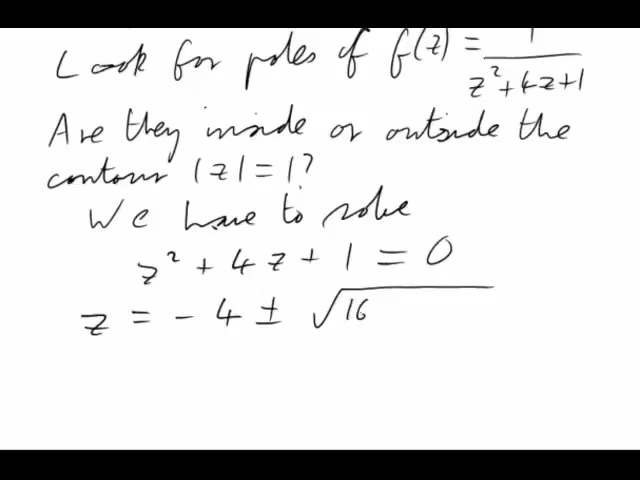 Look for poles of f(z) = 1/(z²+4z+1)
Are they inside or outside the
contour |z| = 1?
We have to solve
z² + 4z + 1 = 0
z = - 4 ± √16